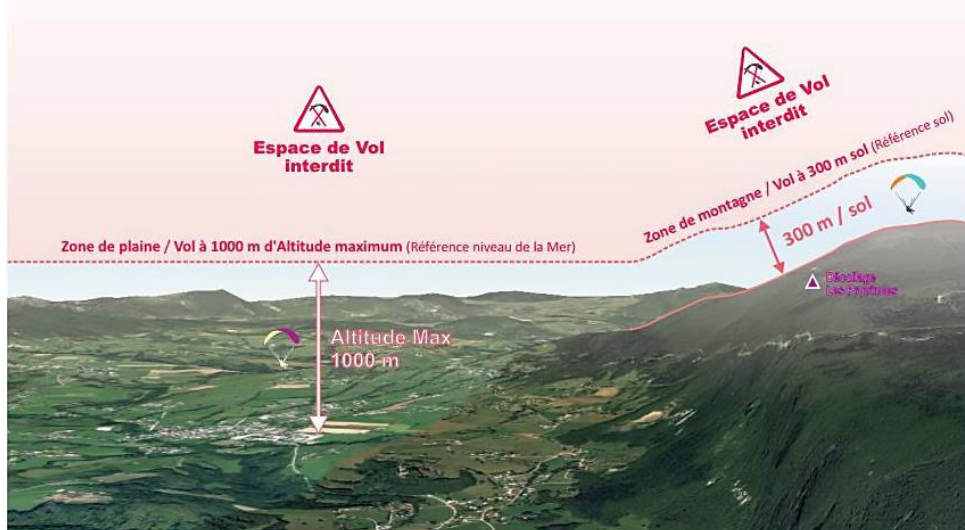 Espace de Vol
interdit
Espace de Vol
interdit
Zone de montagne / Vol à 300 m sol (Référence sol)
300 m / sol
Zone de plaine / Vol à 1000 m d'Altitude maximum (Référence niveau de la Mer)
Décollage
Les
Altitude Max
1000 m